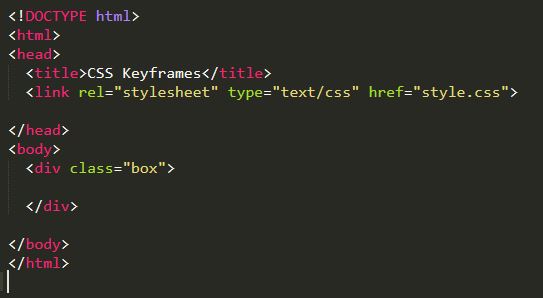 <!DOCTYPE html>
<html>
<head>
  <title>CSS Keyframes</title>
  <link rel="stylesheet" type="text/css" href="style.css">

</head>
<body>
  <div class="box">

  </div>

</body>
</html>